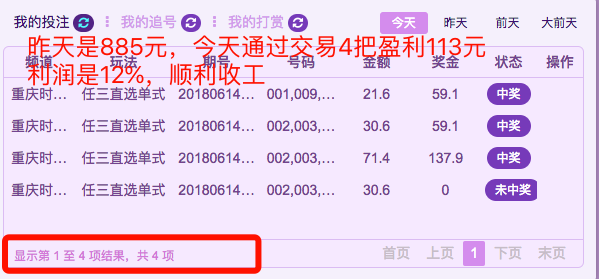 我的投注 我的追号 我的打赏 今天 昨天 前天 大前天
昨天是885元，今天通过交易4把盈利113元
频道 玩法 期号 号码 金额 奖金 状态 操作
利润是12%，顺利收工
重庆时... 任三直选单式 20180614... 001,009,... 21.6 59.1 中奖
重庆时... 任三直选单式 20180614... 002,003,... 30.6 59.1 中奖
重庆时... 任三直选单式 20180614... 002,003,... 71.4 137.9 中奖
重庆时... 任三直选单式 20180614... 002,003,... 30.6 0 未中奖
显示第 1 至 4 项结果，共 4 项 首页 上页 1 下页 末页